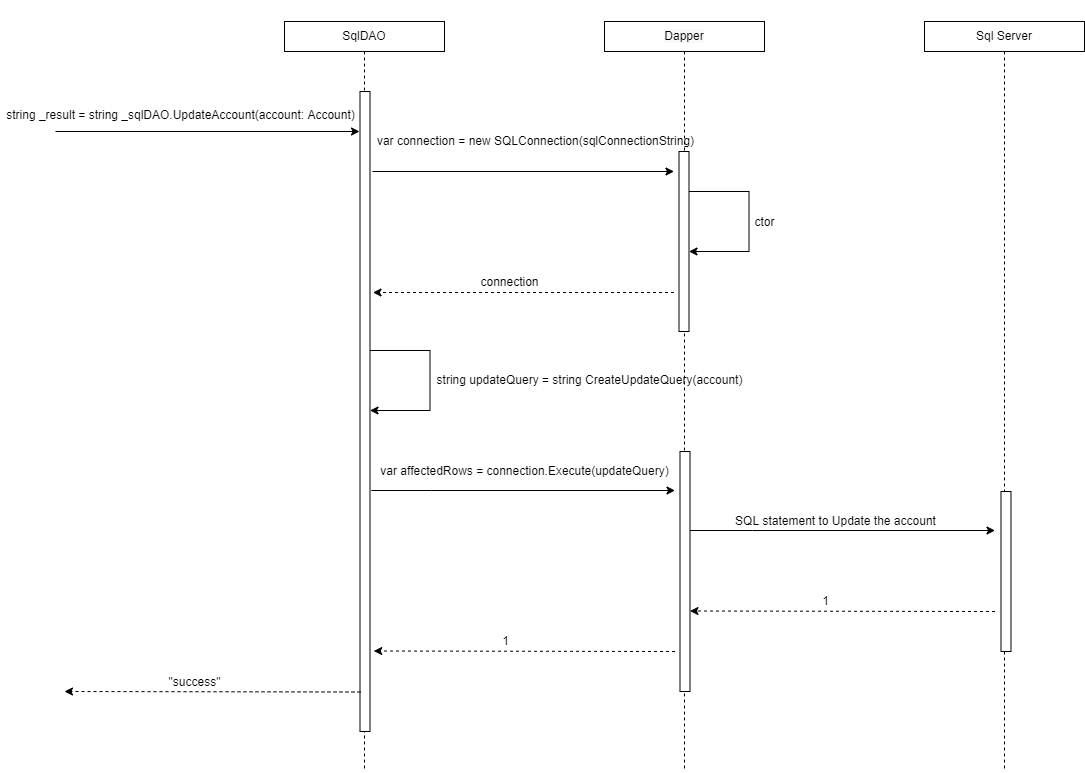 SqlDAO
Dapper
Sql Server
string _result = string _sqlDAO.UpdateAccount(account: Account)
var connection = new SQLConnection(sqlConnectionString)
ctor
connection
string updateQuery = string CreateUpdateQuery(account)
var affectedRows = connection.Execute(updateQuery)
SQL statement to Update the account
1
1
"success"